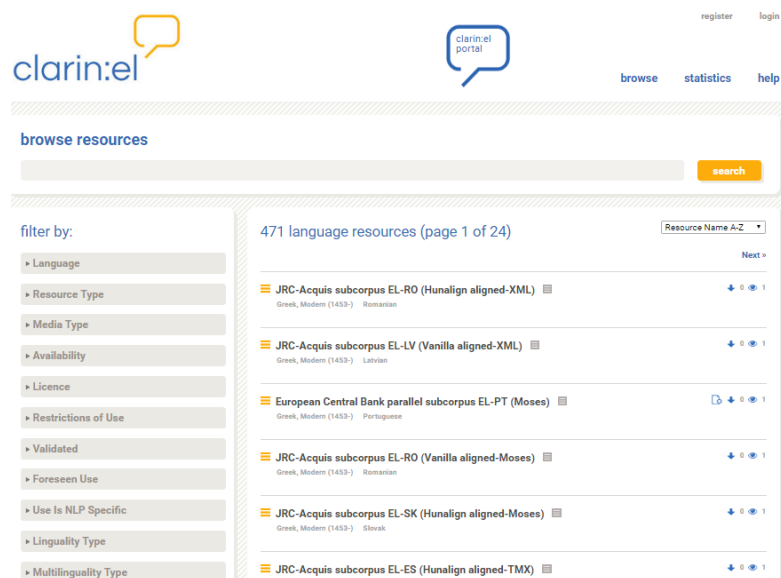 register login
clarin:el
clarin:el
portal
browse statistics help
browse resources
search
filter by:
471 language resources (page 1 of 24)
Resource Name A-Z
Next »
Language
Resource Type
Media Type
Availability
Licence
Restrictions of Use
Validated
Foreseen Use
Use Is NLP Specific
Linguality Type
Multilinguality Type
JRC-Acquis subcorpus EL-RO (Hunalign aligned-XML) 0 1
Greek, Modern (1453-) Romanian
JRC-Acquis subcorpus EL-LV (Vanilla aligned-XML) 0 1
Greek, Modern (1453-) Latvian
European Central Bank parallel subcorpus EL-PT (Moses) 0 1
Greek, Modern (1453-) Portuguese
JRC-Acquis subcorpus EL-RO (Vanilla aligned-Moses) 0 1
Greek, Modern (1453-) Romanian
JRC-Acquis subcorpus EL-SK (Hunalign aligned-Moses) 0 1
Greek, Modern (1453-) Slovak
JRC-Acquis subcorpus EL-ES (Hunalign aligned-TMX) 0 1